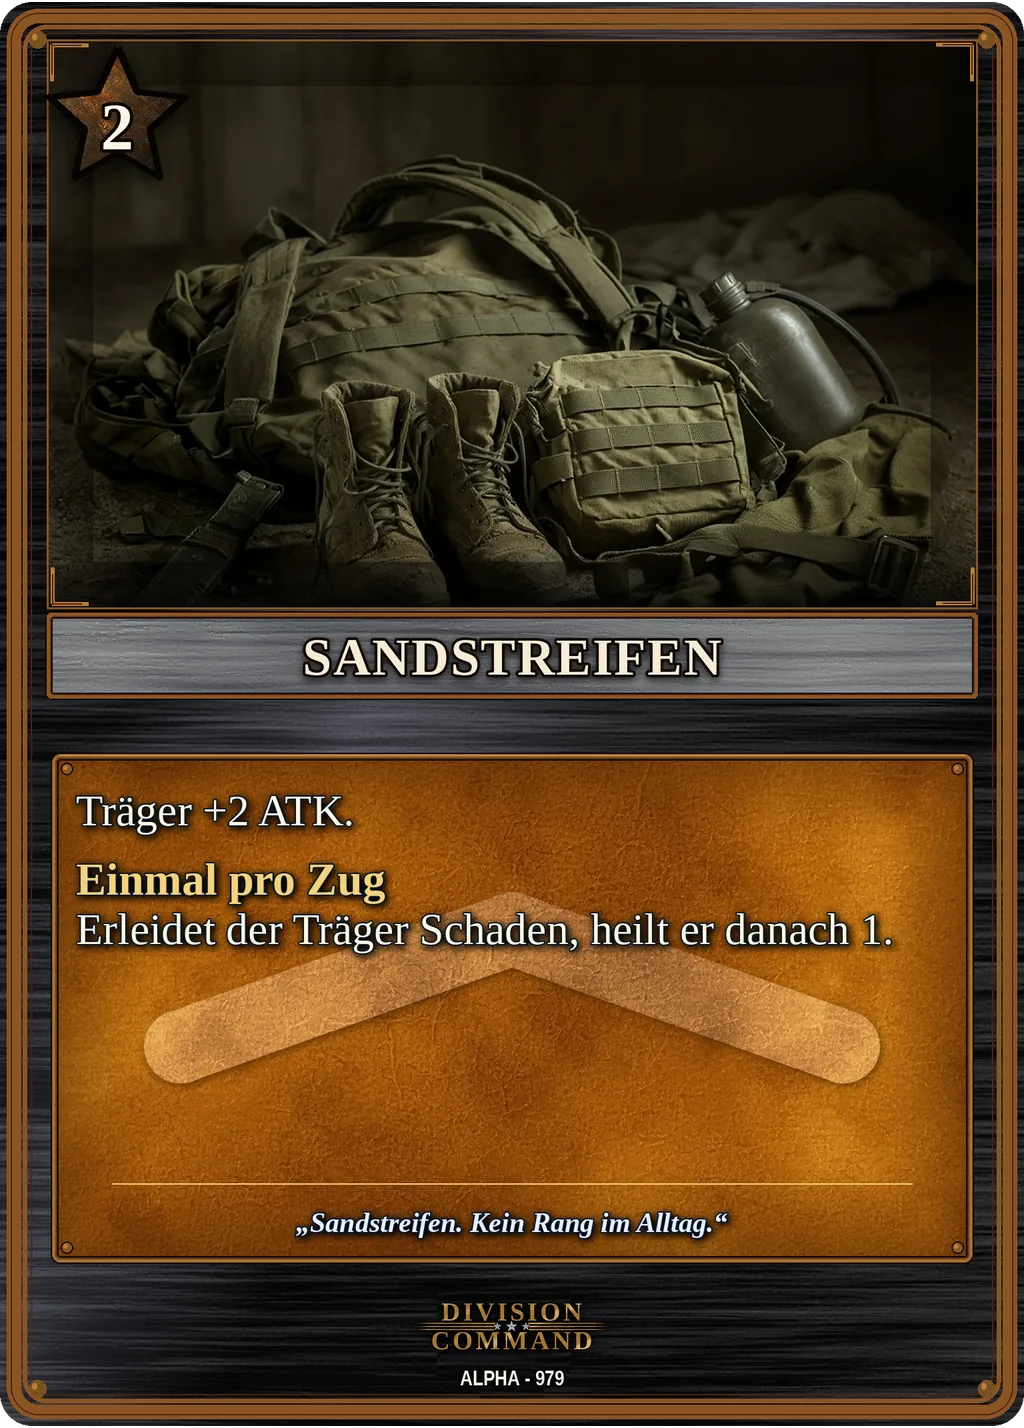 2
SANDSTREIFEN
Träger +2 ATK.
Einmal pro Zug
Erleidet der Träger Schaden, heilt er danach 1.
„Sandstreifen. Kein Rang im Alltag.“
DIVISION
COMMAND
ALPHA - 979